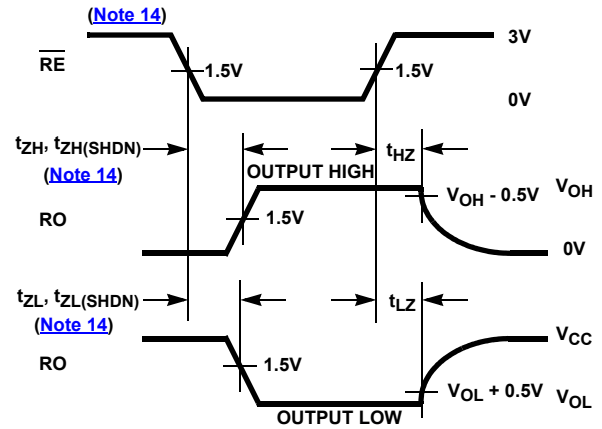 (Note 14)
RE
1.5V
1.5V
3V
0V
tZH, tZH(SHDN)
(Note 14)
RO
OUTPUT HIGH
1.5V
tHZ
VOH - 0.5V
VOH
0V
tZL, tZL(SHDN)
(Note 14)
RO
1.5V
OUTPUT LOW
tLZ
VCC
VOL + 0.5V
VOL